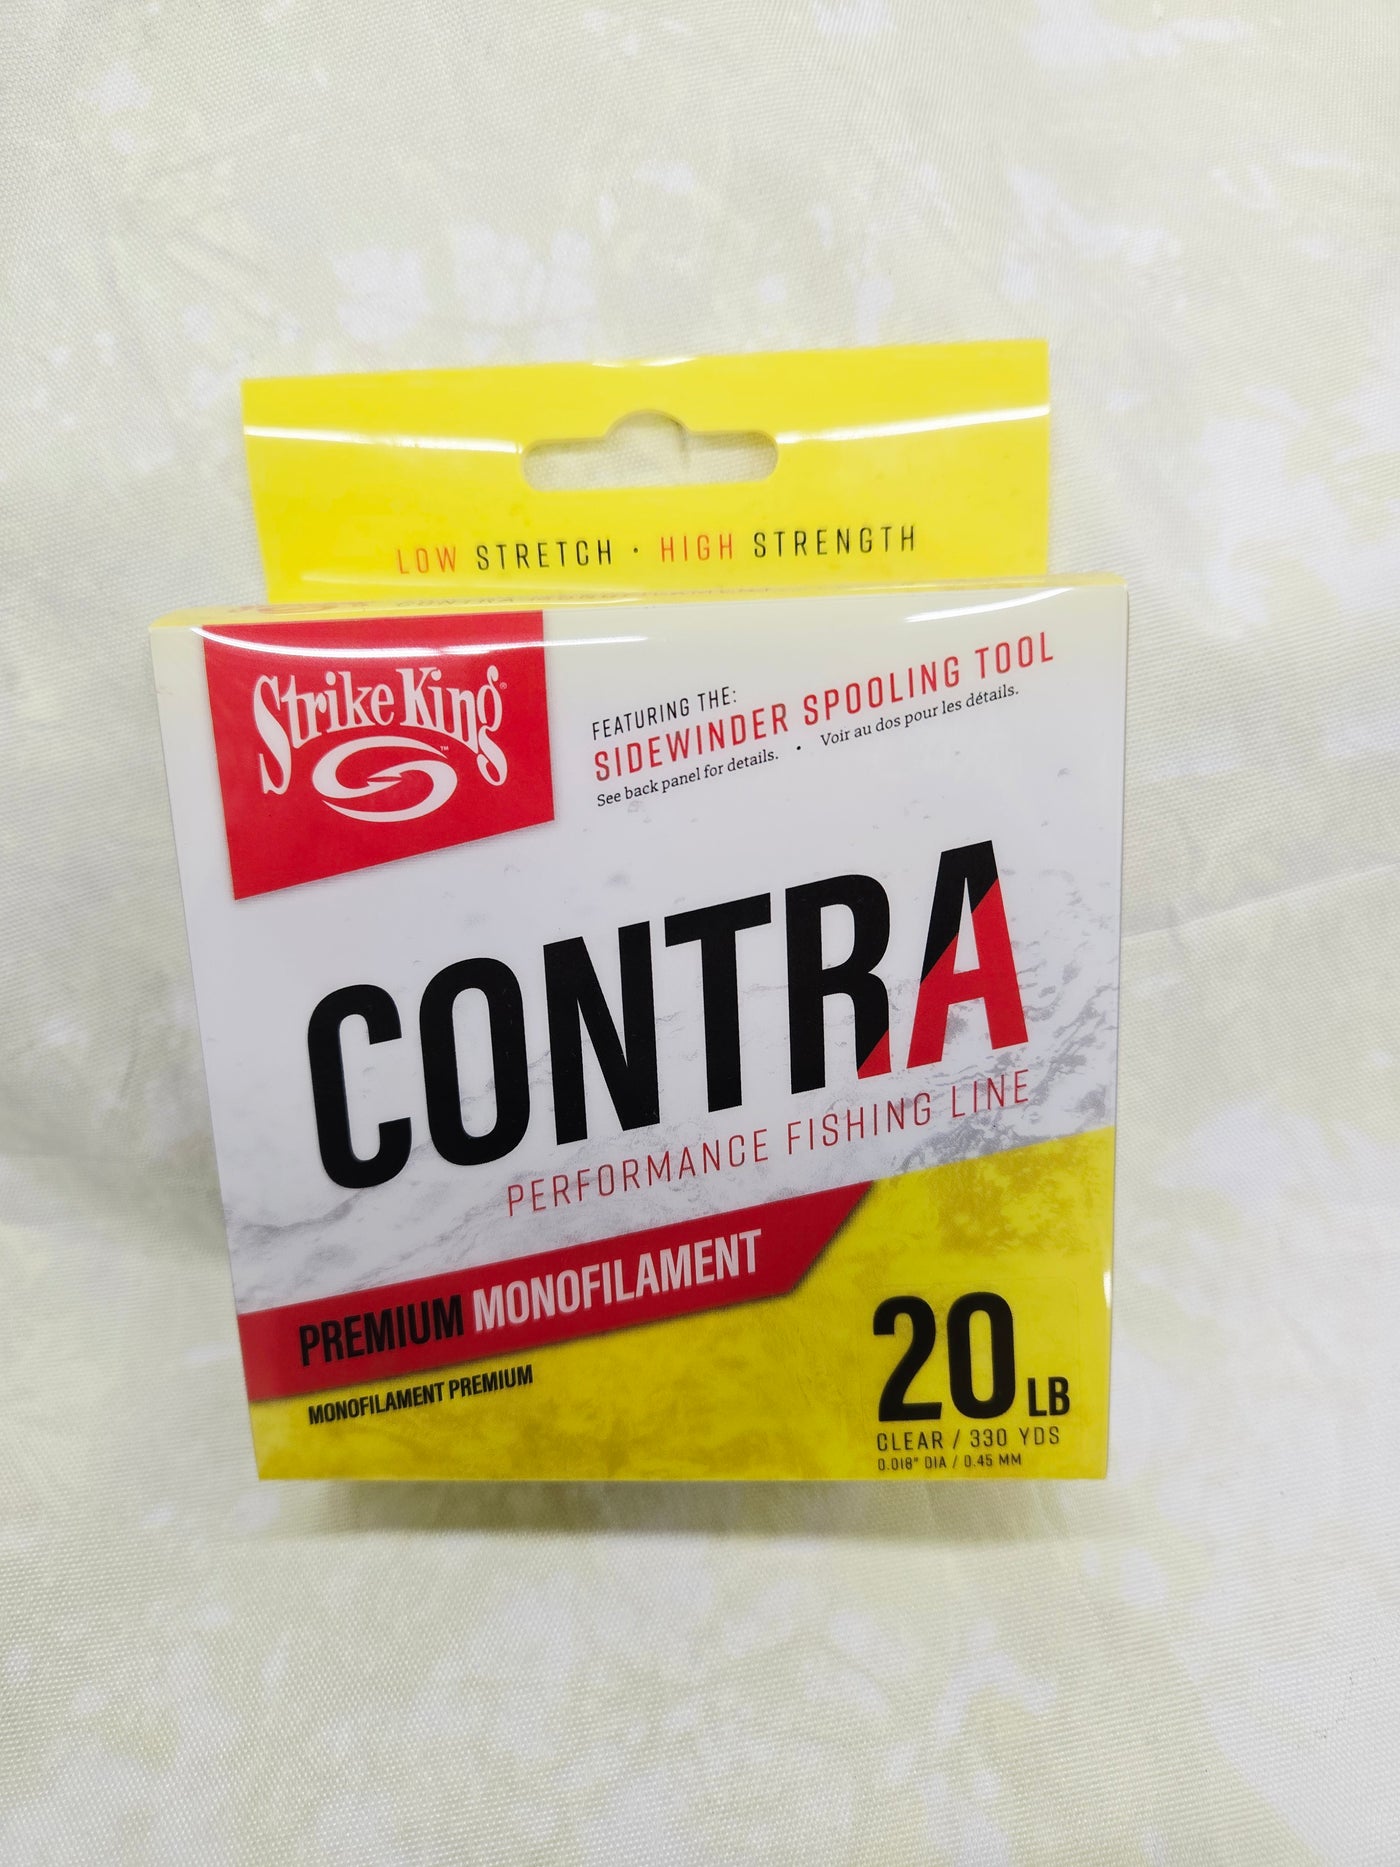 LOW STRETCH · HIGH STRENGTH
Strike King®
™
FEATURING THE:
SIDEWINDER SPOOLING TOOL
See back panel for details. • Voir au dos pour les détails.
CONTRA
PERFORMANCE FISHING LINE
PREMIUM MONOFILAMENT
MONOFILAMENT PREMIUM
20 LB
CLEAR / 330 YDS
0.018" DIA / 0.45 MM